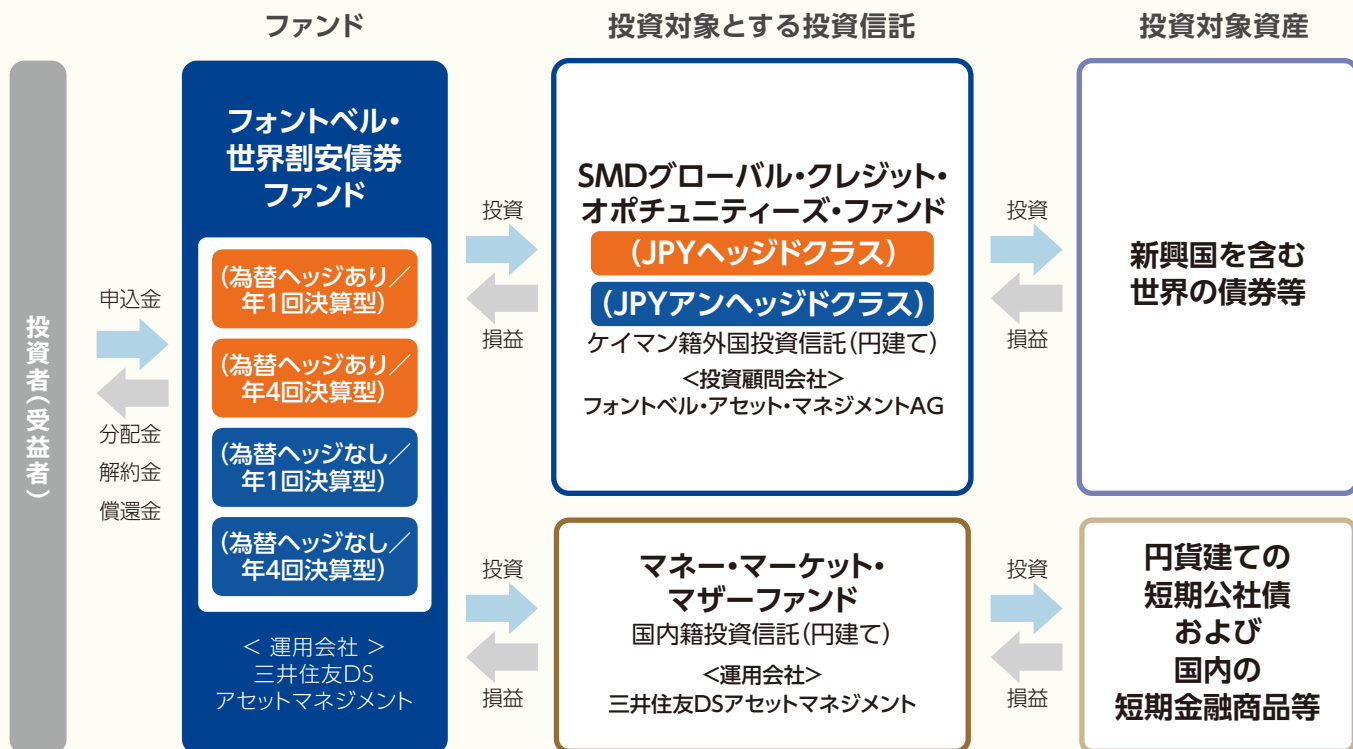 ファンド
投資対象とする投資信託
投資対象資産
投資者(受益者)
申込金
分配金
解約金
償還金
フォントベル・
世界割安債券
ファンド
(為替ヘッジあり／
年1回決算型)
(為替ヘッジあり／
年4回決算型)
(為替ヘッジなし／
年1回決算型)
(為替ヘッジなし／
年4回決算型)
＜ 運用会社 ＞
三井住友DS
アセットマネジメント
投資
損益
SMDグローバル・クレジット・
オポチュニティーズ・ファンド
(JPYヘッジドクラス)
(JPYアンヘッジドクラス)
ケイマン籍外国投資信託(円建て)
＜投資顧問会社＞
フォントベル・アセット・マネジメントAG
投資
損益
新興国を含む
世界の債券等
投資
損益
マネー・マーケット・
マザーファンド
国内籍投資信託(円建て)
＜運用会社＞
三井住友DSアセットマネジメント
投資
損益
円貨建ての
短期公社債
および
国内の
短期金融商品等